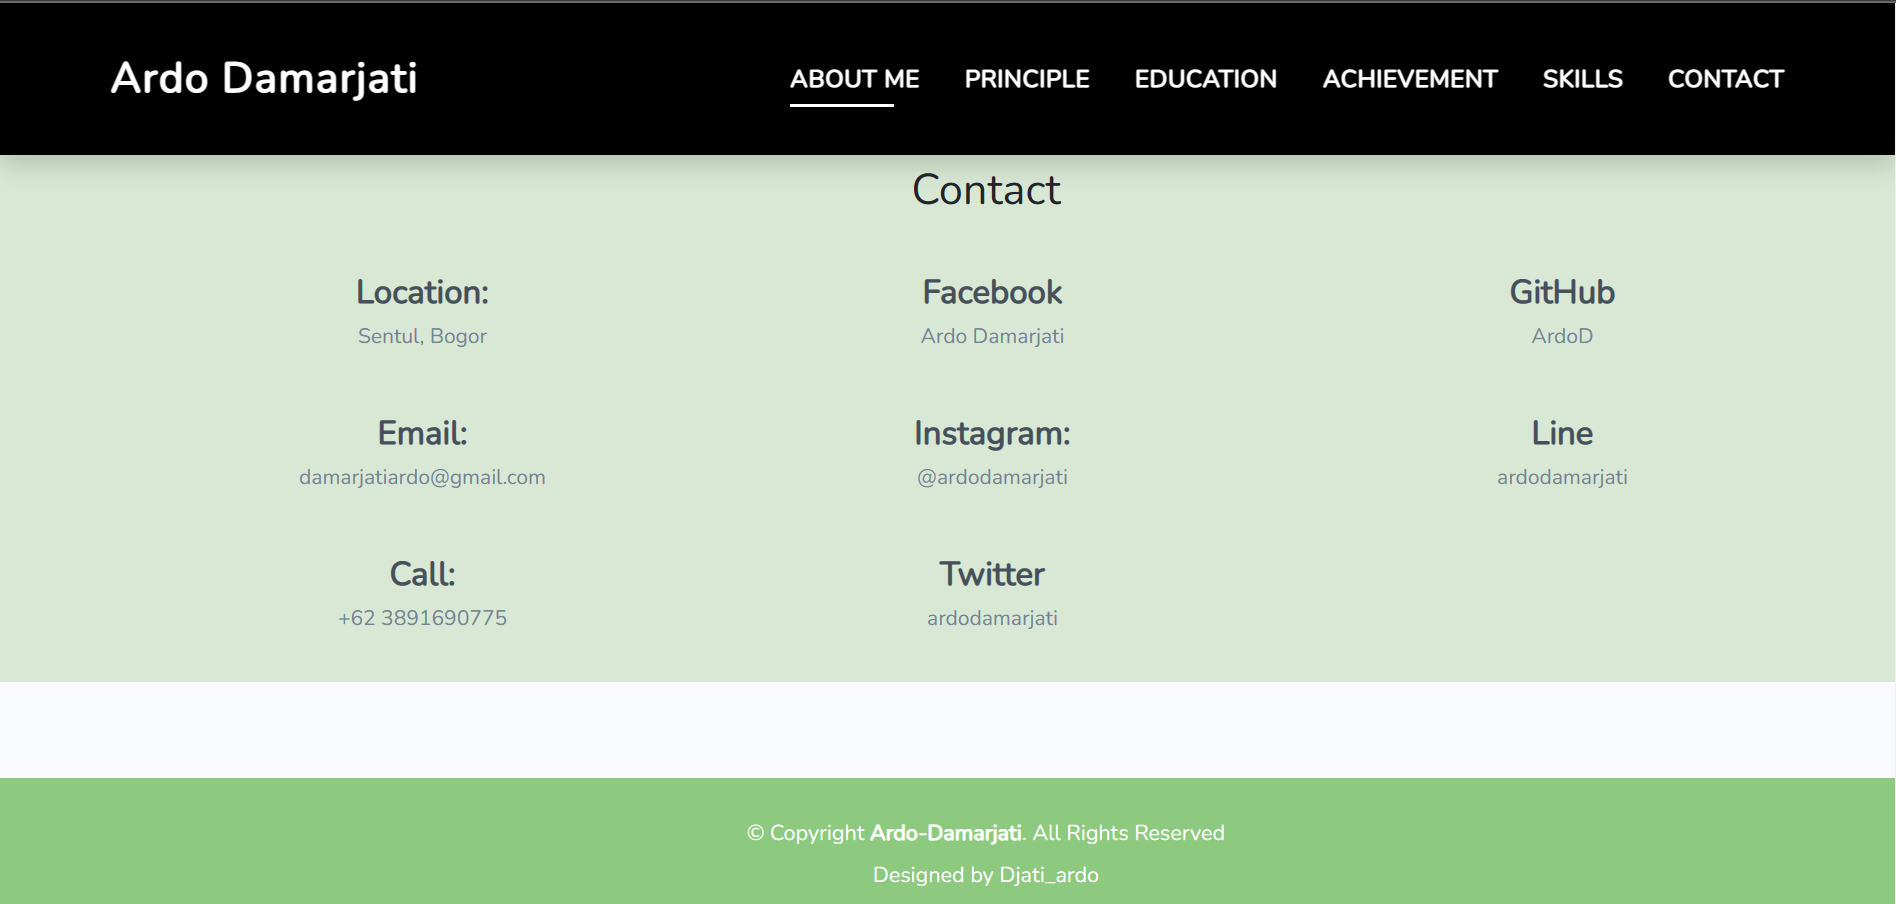 Ardo Damarjati
ABOUT ME PRINCIPLE EDUCATION ACHIEVEMENT SKILLS CONTACT
Contact
Location: Facebook GitHub
Sentul, Bogor Ardo Damarjati ArdoD
Email: Instagram: Line
damarjatiardo@gmail.com @ardodamarjati ardodamarjati
Call: Twitter
+62 3891690775 ardodamarjati
© Copyright Ardo-Damarjati. All Rights Reserved
Designed by Djati_ardo